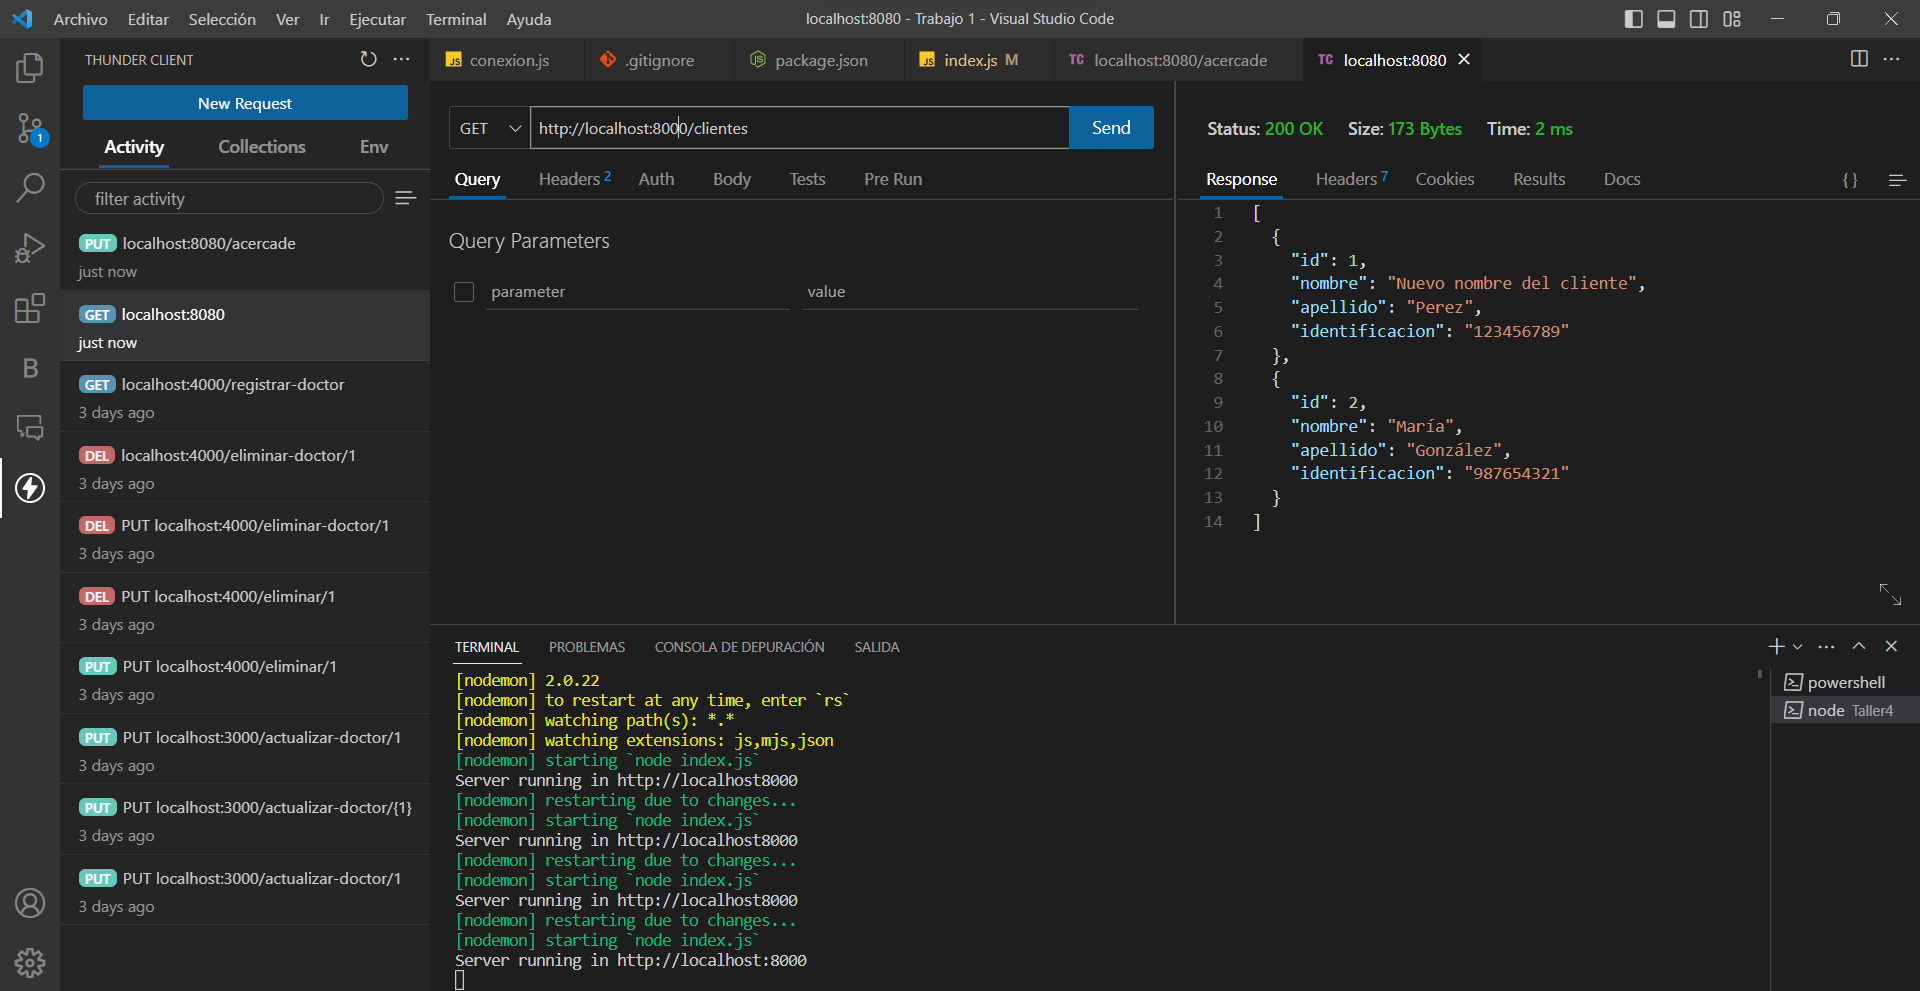 Archivo Editar Selección Ver Ir Ejecutar Terminal Ayuda
localhost:8080 - Trabajo 1 - Visual Studio Code
THUNDER CLIENT
New Request
Activity Collections Env
filter activity
PUT localhost:8080/acercade
just now
GET localhost:8080
just now
GET localhost:4000/registrar-doctor
3 days ago
DEL localhost:4000/eliminar-doctor/1
3 days ago
DEL PUT localhost:4000/eliminar-doctor/1
3 days ago
DEL PUT localhost:4000/eliminar/1
3 days ago
PUT PUT localhost:4000/eliminar/1
3 days ago
PUT PUT localhost:3000/actualizar-doctor/1
3 days ago
PUT PUT localhost:3000/actualizar-doctor/{1}
3 days ago
PUT PUT localhost:3000/actualizar-doctor/1
3 days ago
1
B
JS conexion.js .gitignore package.json JS index.js M TC localhost:8080/acercade TC localhost:8080
GET http://localhost:8000/clientes Send
Query Headers 2 Auth Body Tests Pre Run
Query Parameters
parameter value
Status: 200 OK Size: 173 Bytes Time: 2 ms
Response Headers 7 Cookies Results Docs {}
1 [
2 {
3 "id": 1,
4 "nombre": "Nuevo nombre del cliente",
5 "apellido": "Perez",
6 "identificacion": "123456789"
7 },
8 {
9 "id": 2,
10 "nombre": "María",
11 "apellido": "González",
12 "identificacion": "987654321"
13 }
14 ]
TERMINAL PROBLEMAS CONSOLA DE DEPURACIÓN SALIDA
[nodemon] 2.0.22
[nodemon] to restart at any time, enter `rs`
[nodemon] watching path(s): *.*
[nodemon] watching extensions: js,mjs,json
[nodemon] starting `node index.js`
Server running in http://localhost8000
[nodemon] restarting due to changes...
[nodemon] starting `node index.js`
Server running in http://localhost8000
[nodemon] restarting due to changes...
[nodemon] starting `node index.js`
Server running in http://localhost8000
[nodemon] restarting due to changes...
[nodemon] starting `node index.js`
Server running in http://localhost:8000
powershell
node Taller4